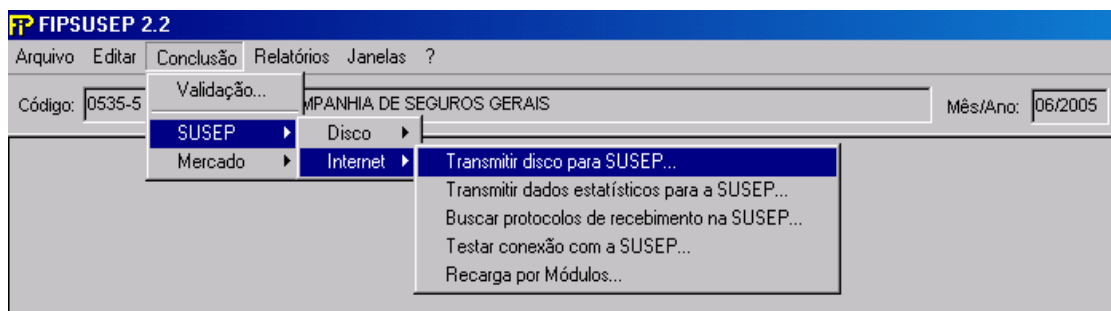 FIPSUSEP 2.2
Arquivo Editar Conclusão Relatórios Janelas ?
Código: 0535-5 MPANHIA DE SEGUROS GERAIS Mês/Ano: 06/2005
Validação...
SUSEP Disco
Mercado Internet Transmitir disco para SUSEP...
Transmitir dados estatísticos para a SUSEP...
Buscar protocolos de recebimento na SUSEP...
Testar conexão com a SUSEP...
Recarga por Módulos...